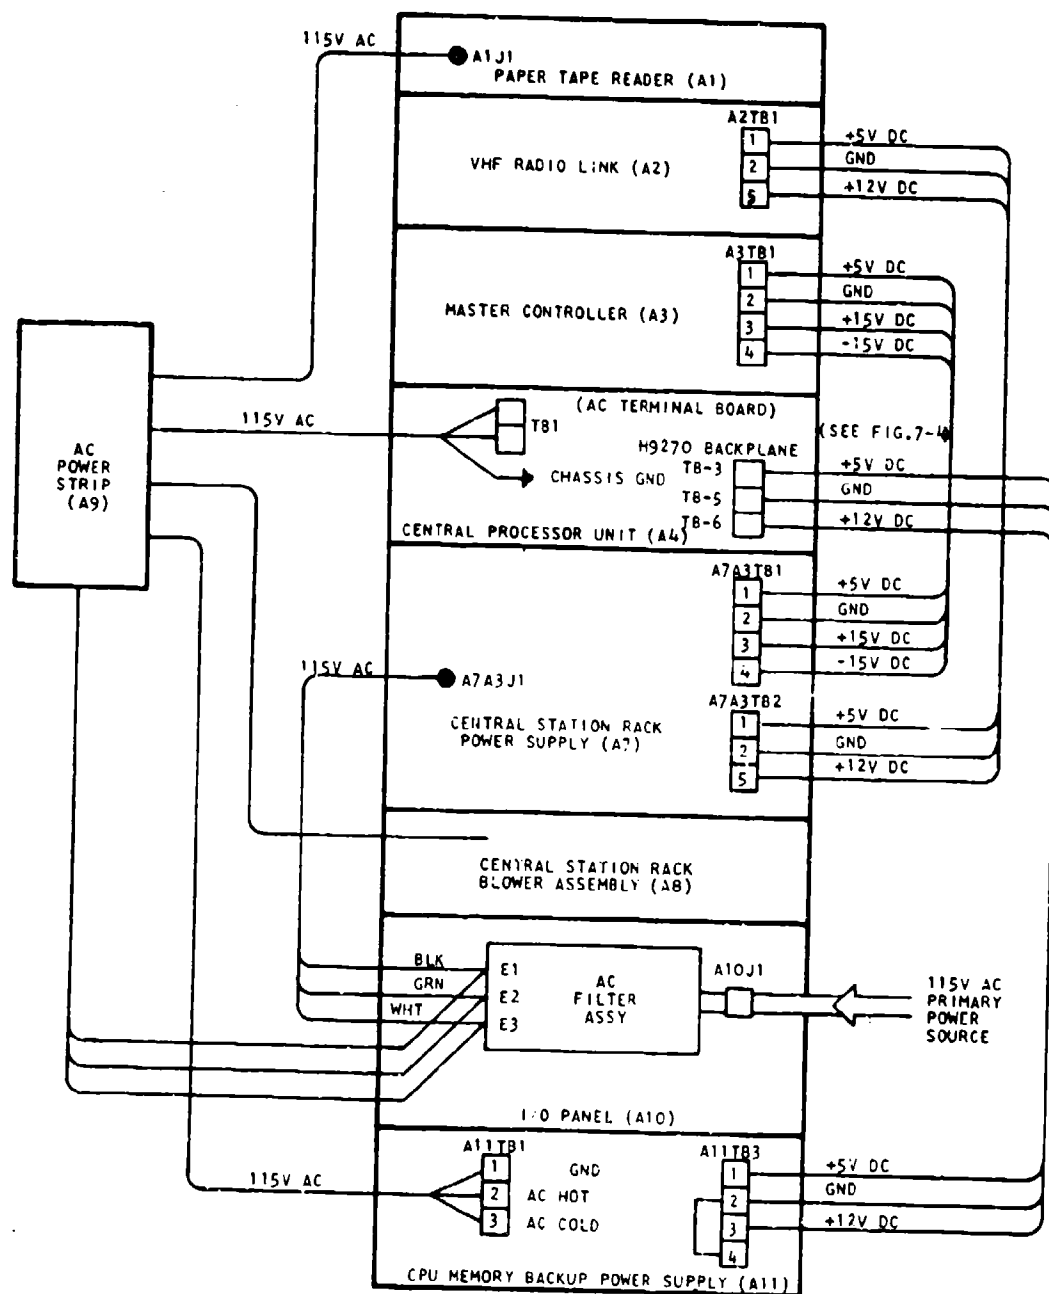 115V AC
A1J1
PAPER TAPE READER (A1)
A2TB1
1 +5V DC
2 GND
5 +12V DC
VHF RADIO LINK (A2)
A3TB1
1 +5V DC
2 GND
3 +15V DC
4 -15V DC
MASTER CONTROLLER (A3)
AC
POWER
STRIP
(A9)
115V AC
(AC TERMINAL BOARD)
TB1
CHASSIS GND
H9270 BACKPLANE
(SEE FIG.7-4)
TB-3 +5V DC
TB-5 GND
TB-6 +12V DC
CENTRAL PROCESSOR UNIT (A4)
A7A3TB1
1 +5V DC
2 GND
3 +15V DC
4 -15V DC
115V AC
A7A3J1
CENTRAL STATION RACK
POWER SUPPLY (A7)
A7A3TB2
1 +5V DC
2 GND
5 +12V DC
CENTRAL STATION RACK
BLOWER ASSEMBLY (A8)
BLK E1
GRN E2
WHT E3
AC
FILTER
ASSY
A10J1
115V AC
PRIMARY
POWER
SOURCE
I/O PANEL (A10)
115V AC
A11TB1
1 GND
2 AC HOT
3 AC COLD
A11TB3
1 +5V DC
2 GND
3 +12V DC
4
CPU MEMORY BACKUP POWER SUPPLY (A11)